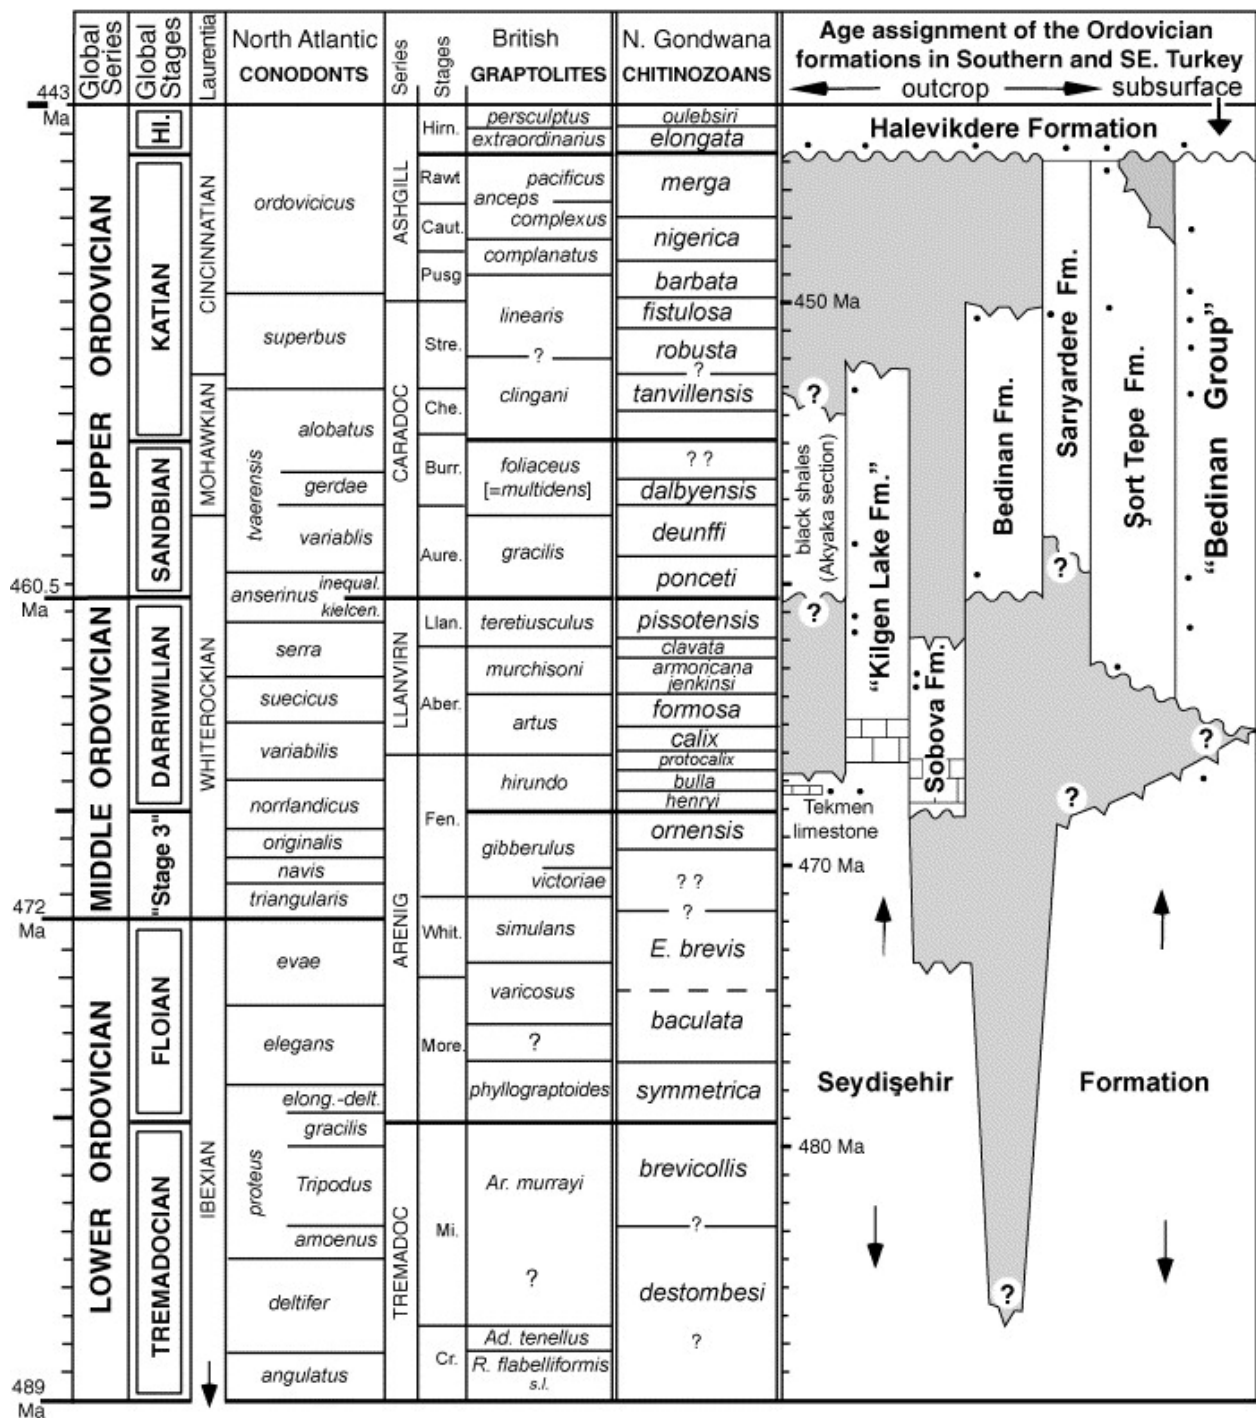 Global Series
Global Stages
Laurentia
North Atlantic
CONODONTS
Series
Stages
British
GRAPTOLITES
N. Gondwana
CHITINOZOANS
Age assignment of the Ordovician
formations in Southern and SE. Turkey
outcrop
subsurface
443
Ma
460.5
Ma
472
Ma
489
Ma
UPPER ORDOVICIAN
MIDDLE ORDOVICIAN
LOWER ORDOVICIAN
HI.
KATIAN
SANDBIAN
DARRIWILIAN
"Stage 3"
FLOIAN
TREMADOCIAN
CINCINNATIAN
MOHAWKIAN
WHITEROCKIAN
IBEXIAN
ordovicicus
superbus
tvaerensis
alobatus
gerdae
variablis
anserinus
inequal.
kielcen.
serra
suecicus
variabilis
norrlandicus
originalis
navis
triangularis
evae
elegans
proteus
elong.-delt.
gracilis
Tripodus
amoenus
deltifer
angulatus
ASHGILL
CARADOC
LLANVIRN
ARENIG
TREMADOC
Hirn.
Rawt
Caut.
Pusg
Stre.
Che.
Burr.
Aure.
Llan.
Aber.
Fen.
Whit.
More.
Mi.
Cr.
persculptus
extraordinarius
pacificus
anceps
complexus
complanatus
linearis
?
clingani
foliaceus
[=multidens]
gracilis
teretiusculus
murchisoni
artus
hirundo
gibberulus
victoriae
simulans
varicosus
?
phyllograptoides
Ar. murrayi
?
Ad. tenellus
R. flabelliformis
s.l.
oulebsiri
elongata
merga
nigerica
barbata
fistulosa
robusta
?
tanvillensis
? ?
dalbyensis
deunffi
ponceti
pissotensis
clavata
armoricana
jenkinsi
formosa
calix
protocalix
bulla
henryi
ornensis
? ?
?
E. brevis
baculata
symmetrica
brevicollis
?
destombesi
?
Halevikdere Formation
450 Ma
470 Ma
480 Ma
?
black shales
(Akyaka section)
?
"Kilgen Lake Fm."
Sobova Fm.
Bedinan Fm.
Sarıyardere Fm.
?
Şort Tepe Fm.
"Bedinan Group"
?
?
Tekmen
limestone
Seydişehir Formation
?